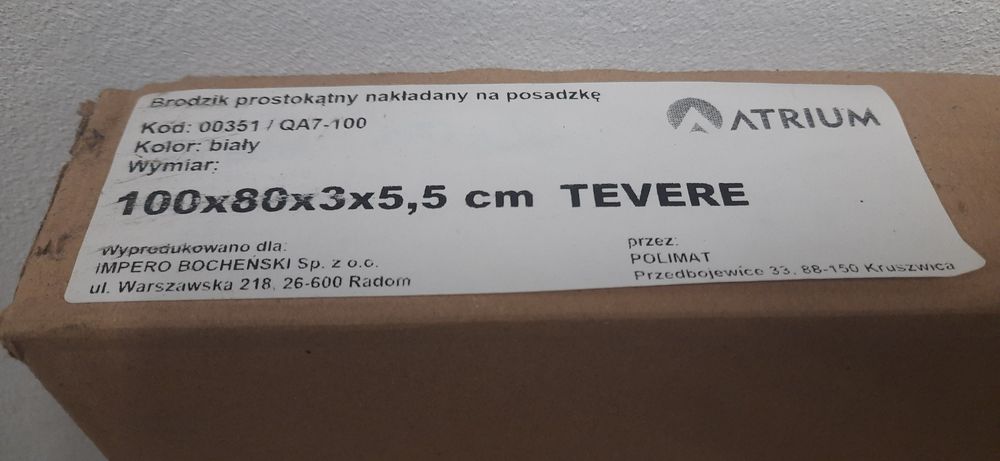 Brodzik prostokątny nakładany na posadzkę
ATRIUM
Kod: 00351 / QA7-100
Kolor: biały
Wymiar:
100x80x3x5,5 cm TEVERE
Wyprodukowano dla:
IMPERO BOCHEŃSKI Sp. z o.o.
ul. Warszawska 218, 26-600 Radom
przez:
POLIMAT
Przedbojewice 33, 88-150 Kruszwica